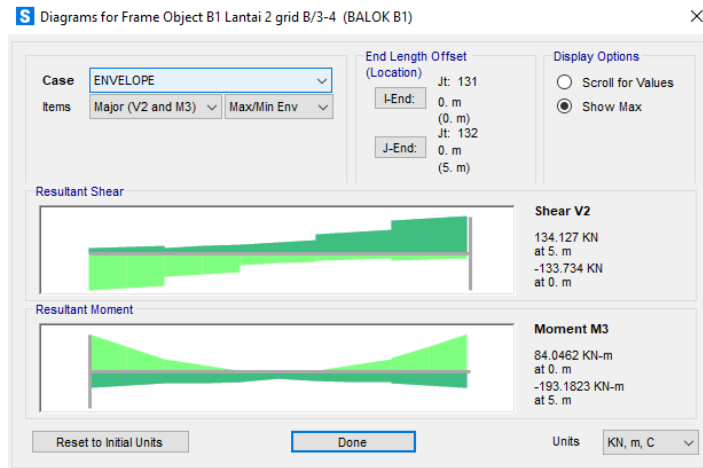 S Diagrams for Frame Object B1 Lantai 2 grid B/3-4 (BALOK B1)
Case ENVELOPE
Items Major (V2 and M3) Max/Min Env
End Length Offset
(Location)
Jt: 131
I-End: 0. m
(0. m)
Jt: 132
J-End: 0. m
(5. m)
Display Options
Scroll for Values
Show Max
Resultant Shear
Shear V2
134.127 KN
at 5. m
-133.734 KN
at 0. m
Resultant Moment
Moment M3
84.0462 KN-m
at 0. m
-193.1823 KN-m
at 5. m
Reset to Initial Units
Done
Units KN, m, C